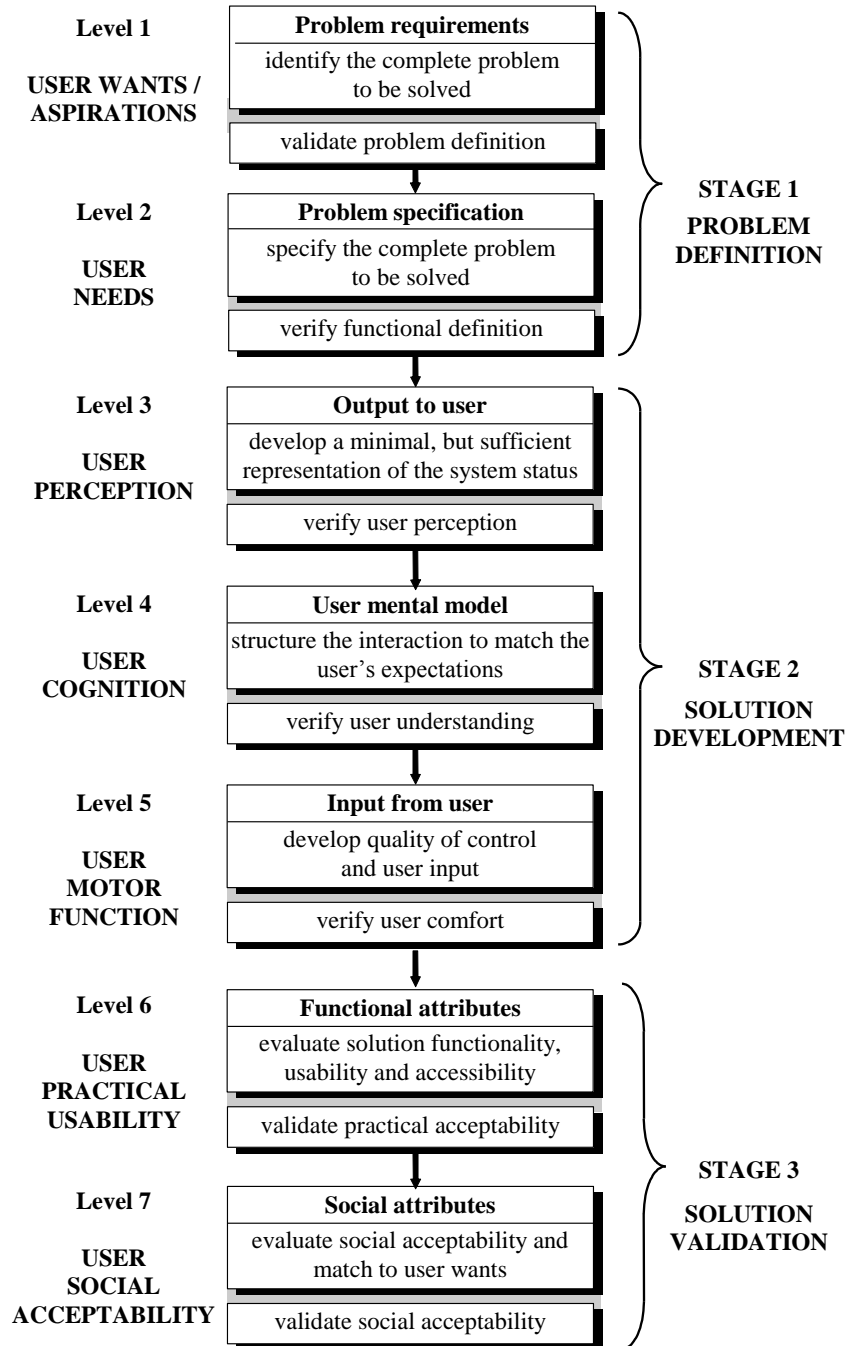 Level 1
USER WANTS /
ASPIRATIONS
Problem requirements
identify the complete problem
to be solved
validate problem definition
Level 2
USER
NEEDS
Problem specification
specify the complete problem
to be solved
verify functional definition
STAGE 1
PROBLEM
DEFINITION
Level 3
USER
PERCEPTION
Output to user
develop a minimal, but sufficient
representation of the system status
verify user perception
Level 4
USER
COGNITION
User mental model
structure the interaction to match the
user’s expectations
verify user understanding
Level 5
USER
MOTOR
FUNCTION
Input from user
develop quality of control
and user input
verify user comfort
STAGE 2
SOLUTION
DEVELOPMENT
Level 6
USER
PRACTICAL
USABILITY
Functional attributes
evaluate solution functionality,
usability and accessibility
validate practical acceptability
Level 7
USER
SOCIAL
ACCEPTABILITY
Social attributes
evaluate social acceptability and
match to user wants
validate social acceptability
STAGE 3
SOLUTION
VALIDATION